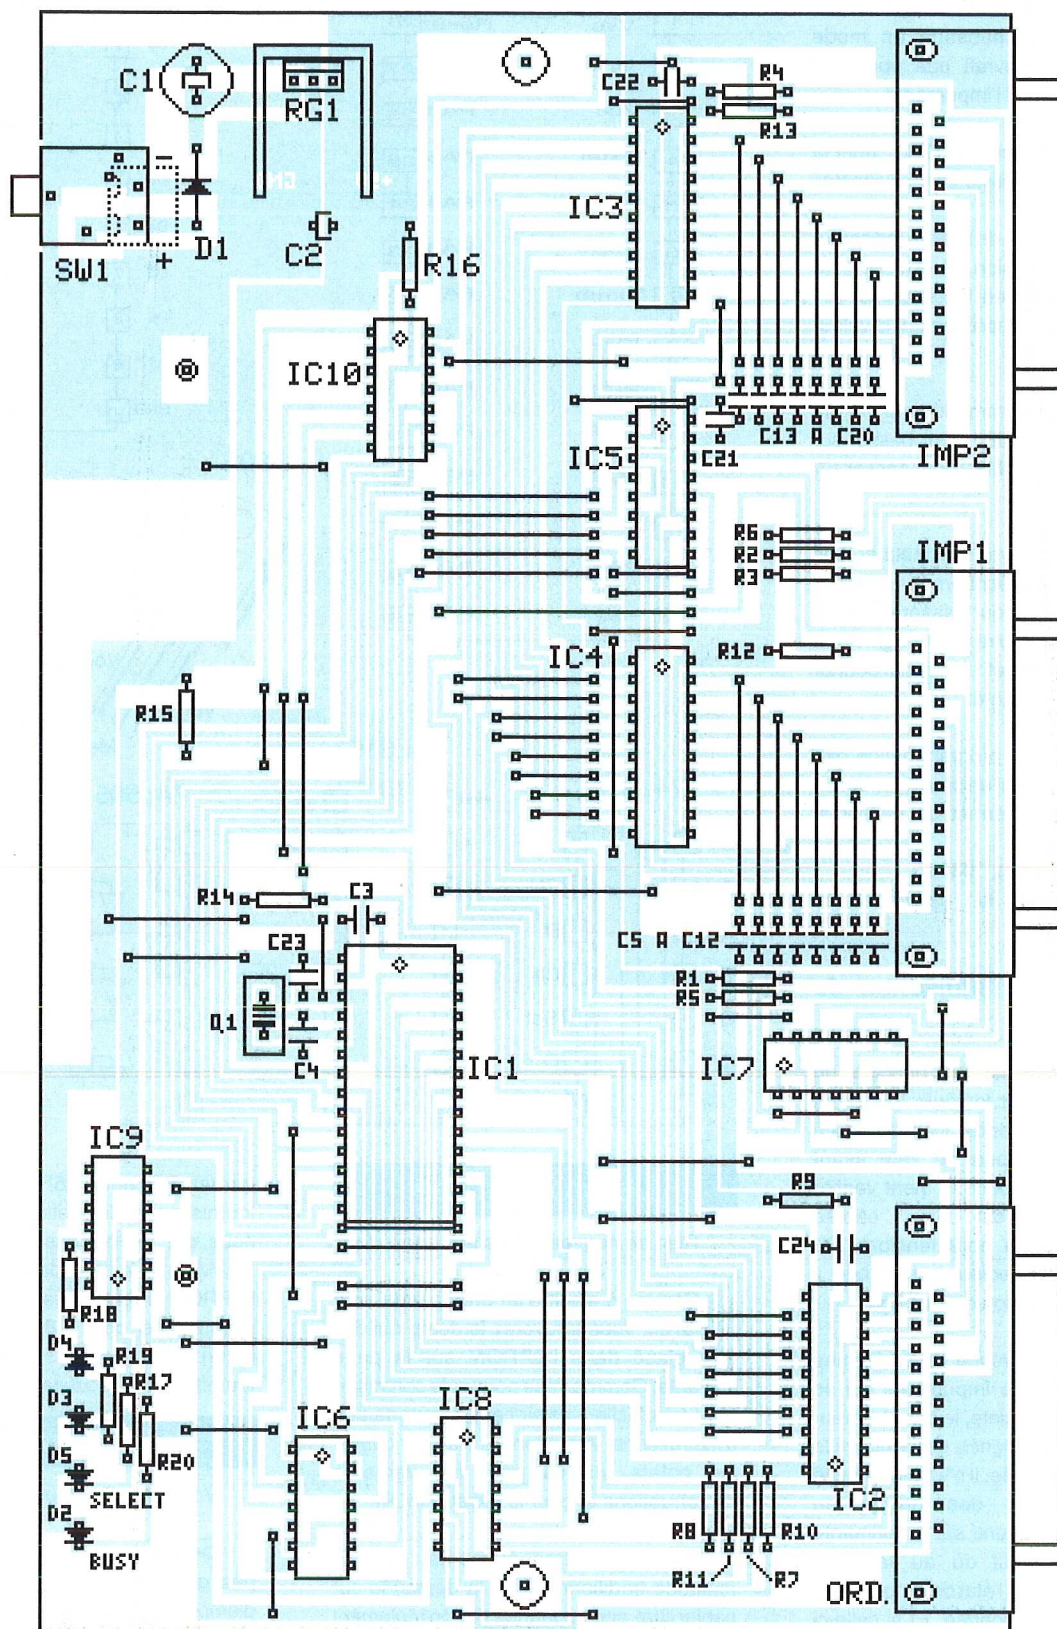 C1
RG1
C22
R4
R13
IC3
−
D1
SW1
+
C2
R16
IC10
IC5
C21
C13 A C20
IMP2
R6
R2
R3
IMP1
IC4
R12
R15
R14
C3
C23
C5 A C12
R1
R5
Q1
C4
IC1
IC7
IC9
R9
C24
R18
D4
R19
R17
D3
D5
R20
SELECT
D2
BUSY
IC6
IC8
IC2
R8
R10
R11
R7
ORD.